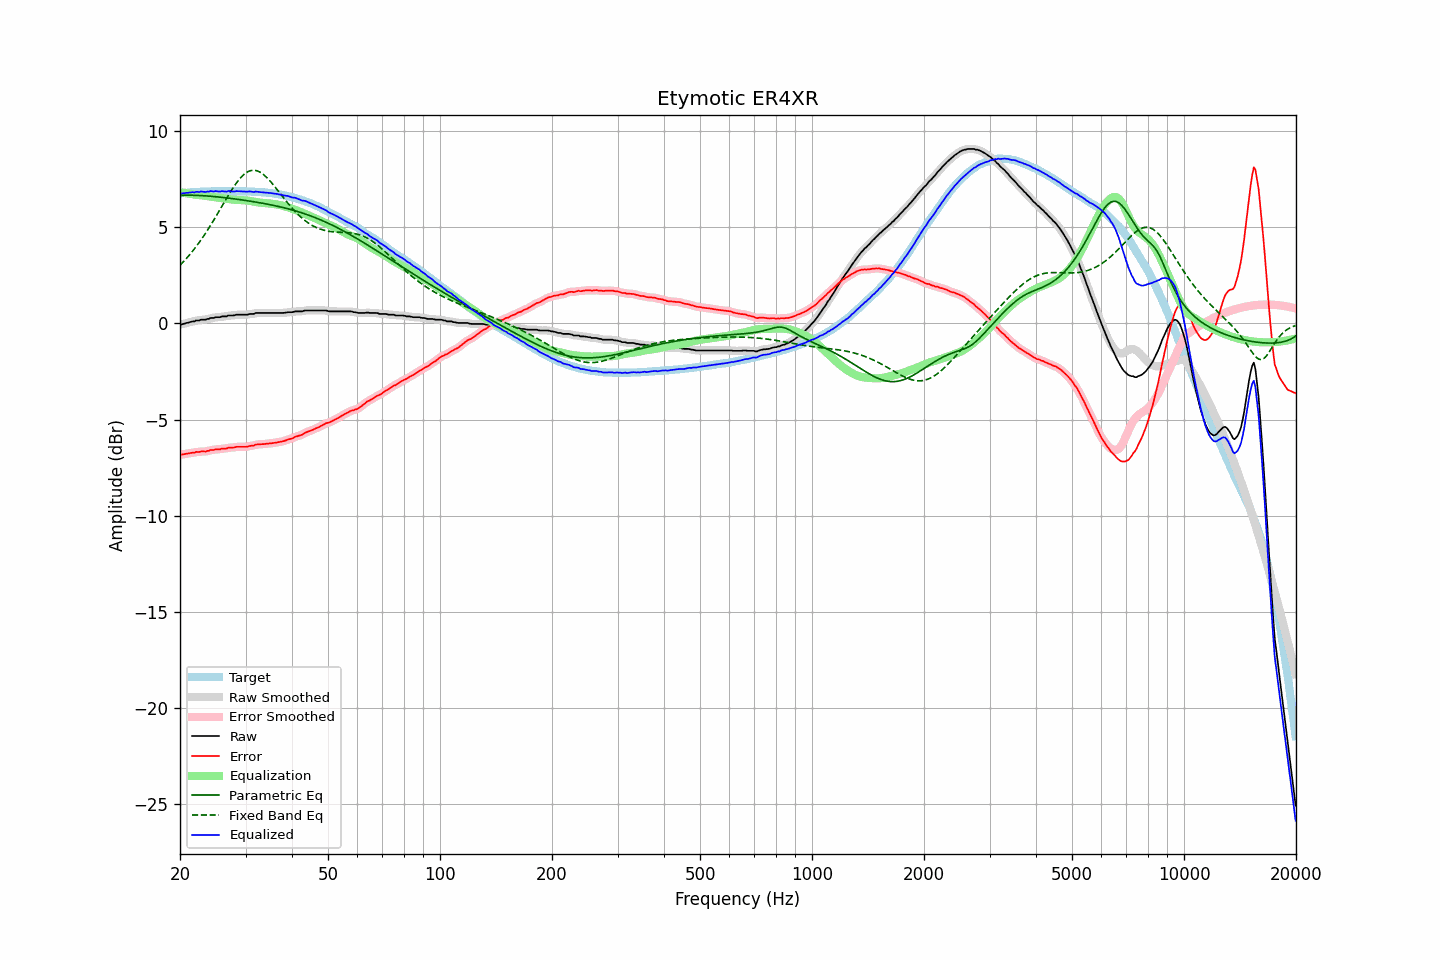 Etymotic ER4XR
10
5
0
−5
−10
−15
−20
−25
Amplitude (dBr)
Target
Raw Smoothed
Error Smoothed
Raw
Error
Equalization
Parametric Eq
Fixed Band Eq
Equalized
20 50 100 200 500 1000 2000 5000 10000 20000
Frequency (Hz)